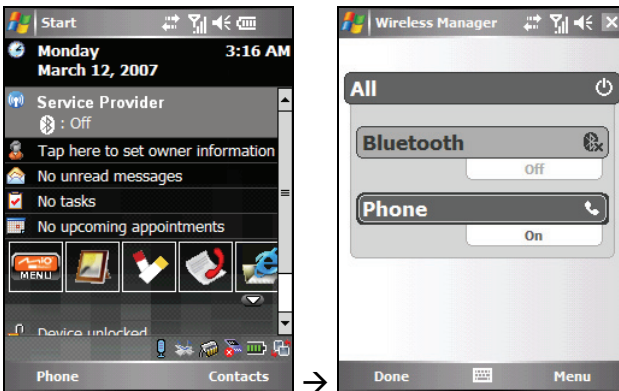 Start
Monday 3:16 AM
March 12, 2007
Service Provider
: Off
Tap here to set owner information
No unread messages
No tasks
No upcoming appointments
Mio
MENU
Device unlocked
Phone Contacts
→
Wireless Manager
All
Bluetooth
Off
Phone
On
Done Menu